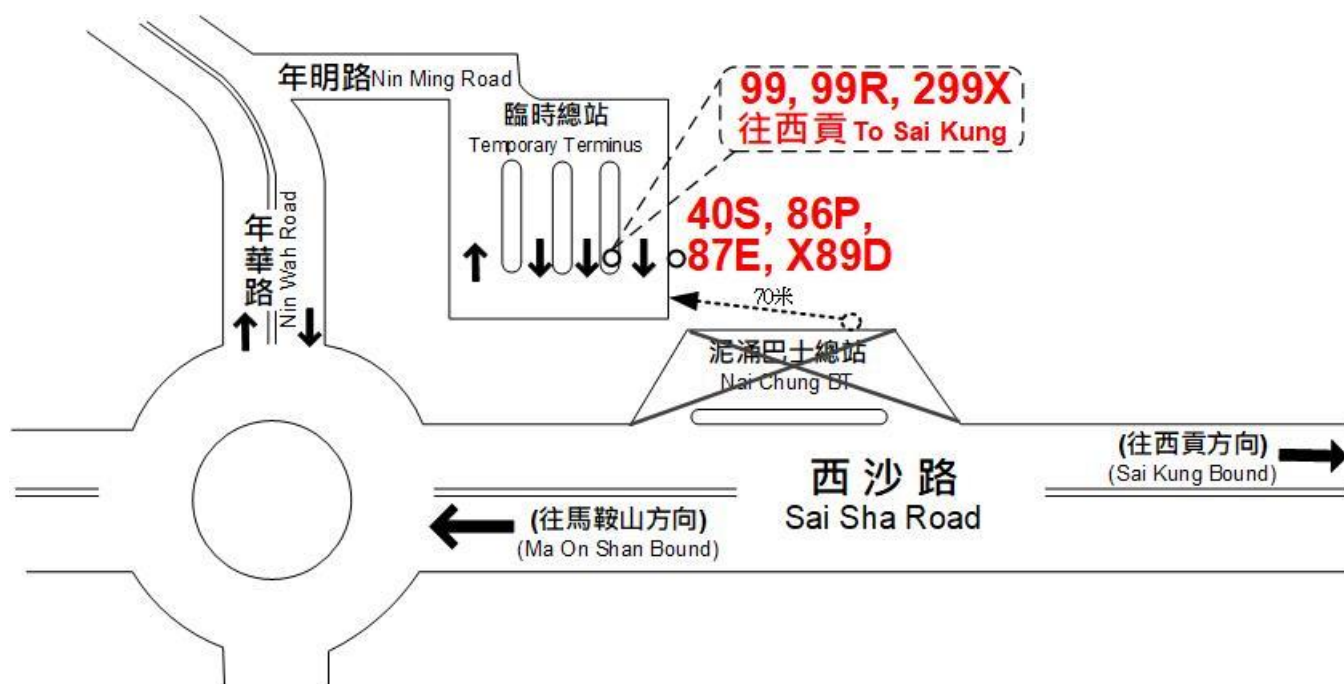 年明路Nin Ming Road
臨時總站
Temporary Terminus
99, 99R, 299X
往西貢 To Sai Kung
40S, 86P,
87E, X89D
年華路
Nin Wah Road
70米
泥涌巴士總站
Nai Chung BT
(往西貢方向)
(Sai Kung Bound)
西沙路
Sai Sha Road
(往馬鞍山方向)
(Ma On Shan Bound)